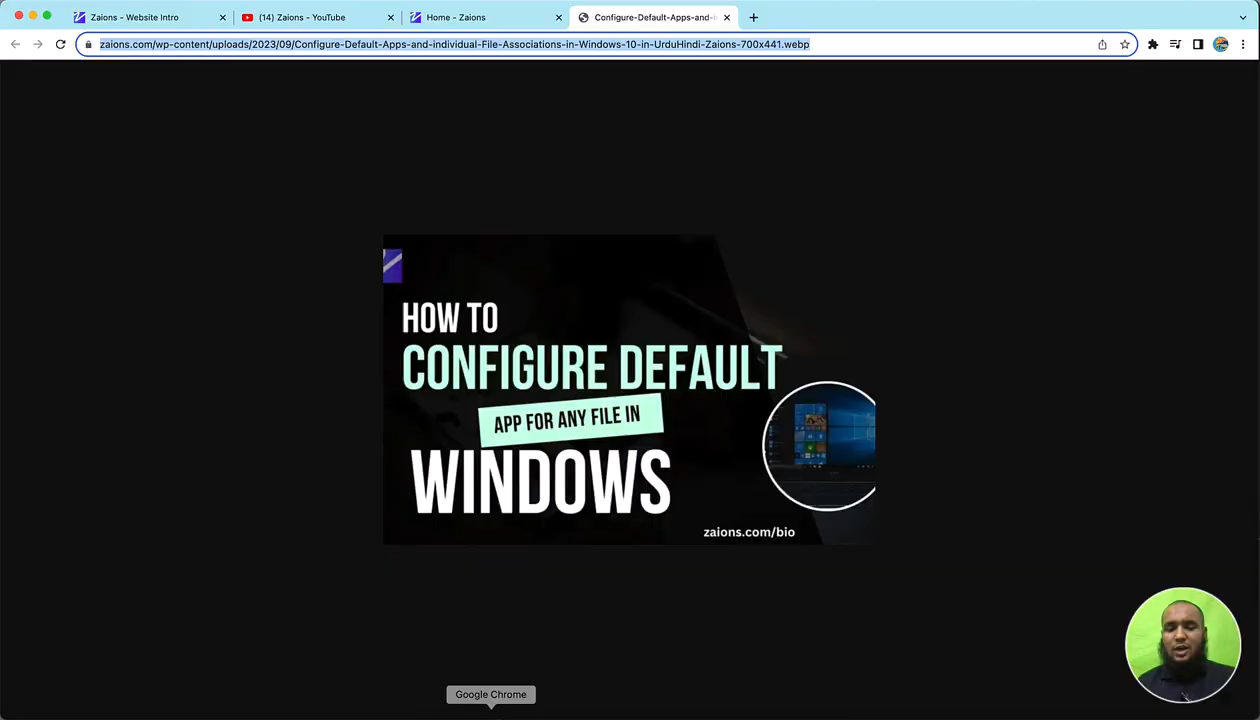 Zaions - Website Intro
(14) Zaions - YouTube
Home - Zaions
Configure-Default-Apps-and-i
zaions.com/wp-content/uploads/2023/09/Configure-Default-Apps-and-individual-File-Associations-in-Windows-10-in-UrduHindi-Zaions-700x441.webp
HOW TO
CONFIGURE DEFAULT
APP FOR ANY FILE IN
WINDOWS
zaions.com/bio
Google Chrome